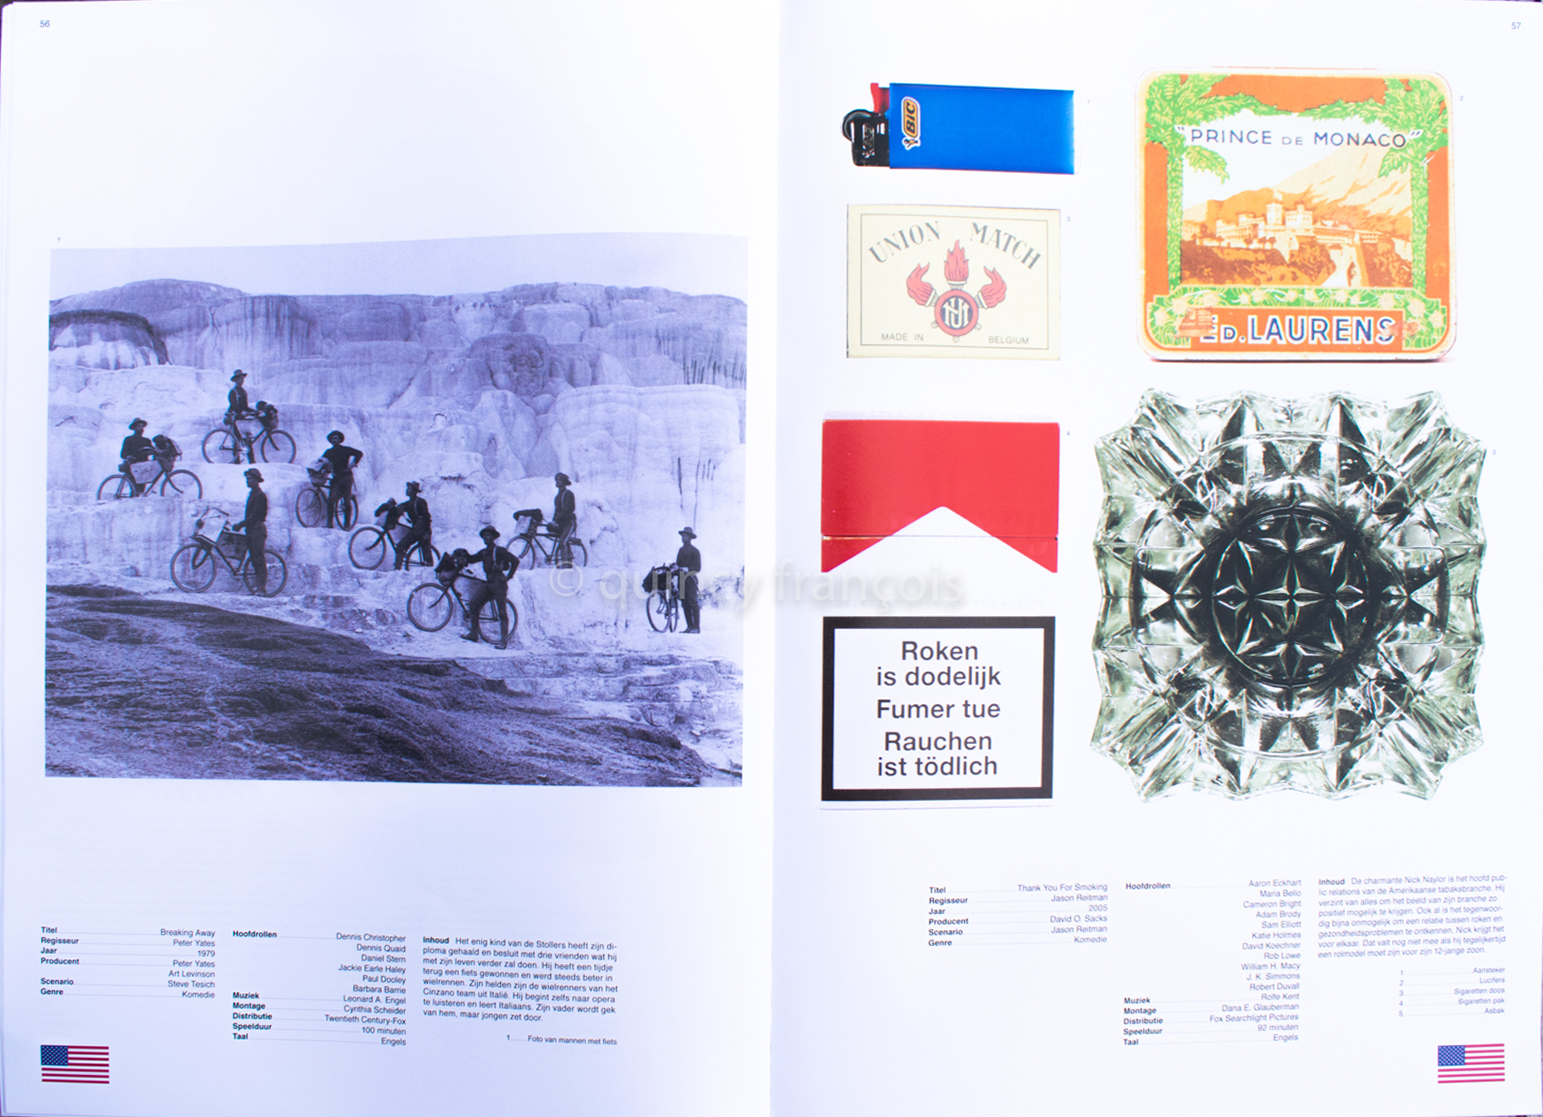 56
1
© quincy françois
Titel Breaking Away
Regisseur Peter Yates
Jaar 1979
Producent Peter Yates
Art Levinson
Scenario Steve Tesich
Genre Komedie
Hoofdrollen Dennis Christopher
Dennis Quaid
Daniel Stern
Jackie Earle Haley
Paul Dooley
Barbara Barrie
Muziek Leonard A. Engel
Montage Cynthia Scheider
Distributie Twentieth Century-Fox
Speelduur 100 minuten
Taal Engels
Inhoud Het enig kind van de Stollers heeft zijn di-
ploma gehaald en besluit met drie vrienden wat hij
met zijn leven verder zal doen. Hij heeft een tijdje
terug een fiets gewonnen en werd steeds beter in
wielrennen. Zijn helden zijn de wielrenners van het
Cinzano team uit Italië. Hij begint zelfs naar opera
te luisteren en leert Italiaans. Zijn vader wordt gek
van hem, maar jongen zet door.
1 Foto van mannen met fiets
57
1
BIC
2
"PRINCE DE MONACO"
ED. LAURENS
3
UNION MATCH
UM
MADE IN BELGIUM
4
Roken
is dodelijk
Fumer tue
Rauchen
ist tödlich
5
Titel Thank You For Smoking
Regisseur Jason Reitman
Jaar 2005
Producent David O. Sacks
Scenario Jason Reitman
Genre Komedie
Hoofdrollen Aaron Eckhart
Maria Bello
Cameron Bright
Adam Brody
Sam Elliott
Katie Holmes
David Koechner
Rob Lowe
William H. Macy
J. K. Simmons
Robert Duvall
Muziek Rolfe Kent
Montage Dana E. Glauberman
Distributie Fox Searchlight Pictures
Speelduur 92 minuten
Taal Engels
Inhoud De charmante Nick Naylor is het hoofd pub-
lic relations van de Amerikaanse tabaksbranche. Hij
verzint van alles om het beeld van zijn branche zo
positief mogelijk te krijgen. Ook al is het tegenwoor-
dig bijna onmogelijk om een relatie tussen roken en
gezondheidsproblemen te ontkennen, Nick krijgt het
voor elkaar. Dat valt nog niet mee als hij tegelijkertijd
een rolmodel moet zijn voor zijn 12-jarige zoon.
1 Aansteker
2 Lucifers
3 Sigaretten doos
4 Sigaretten pak
5 Asbak